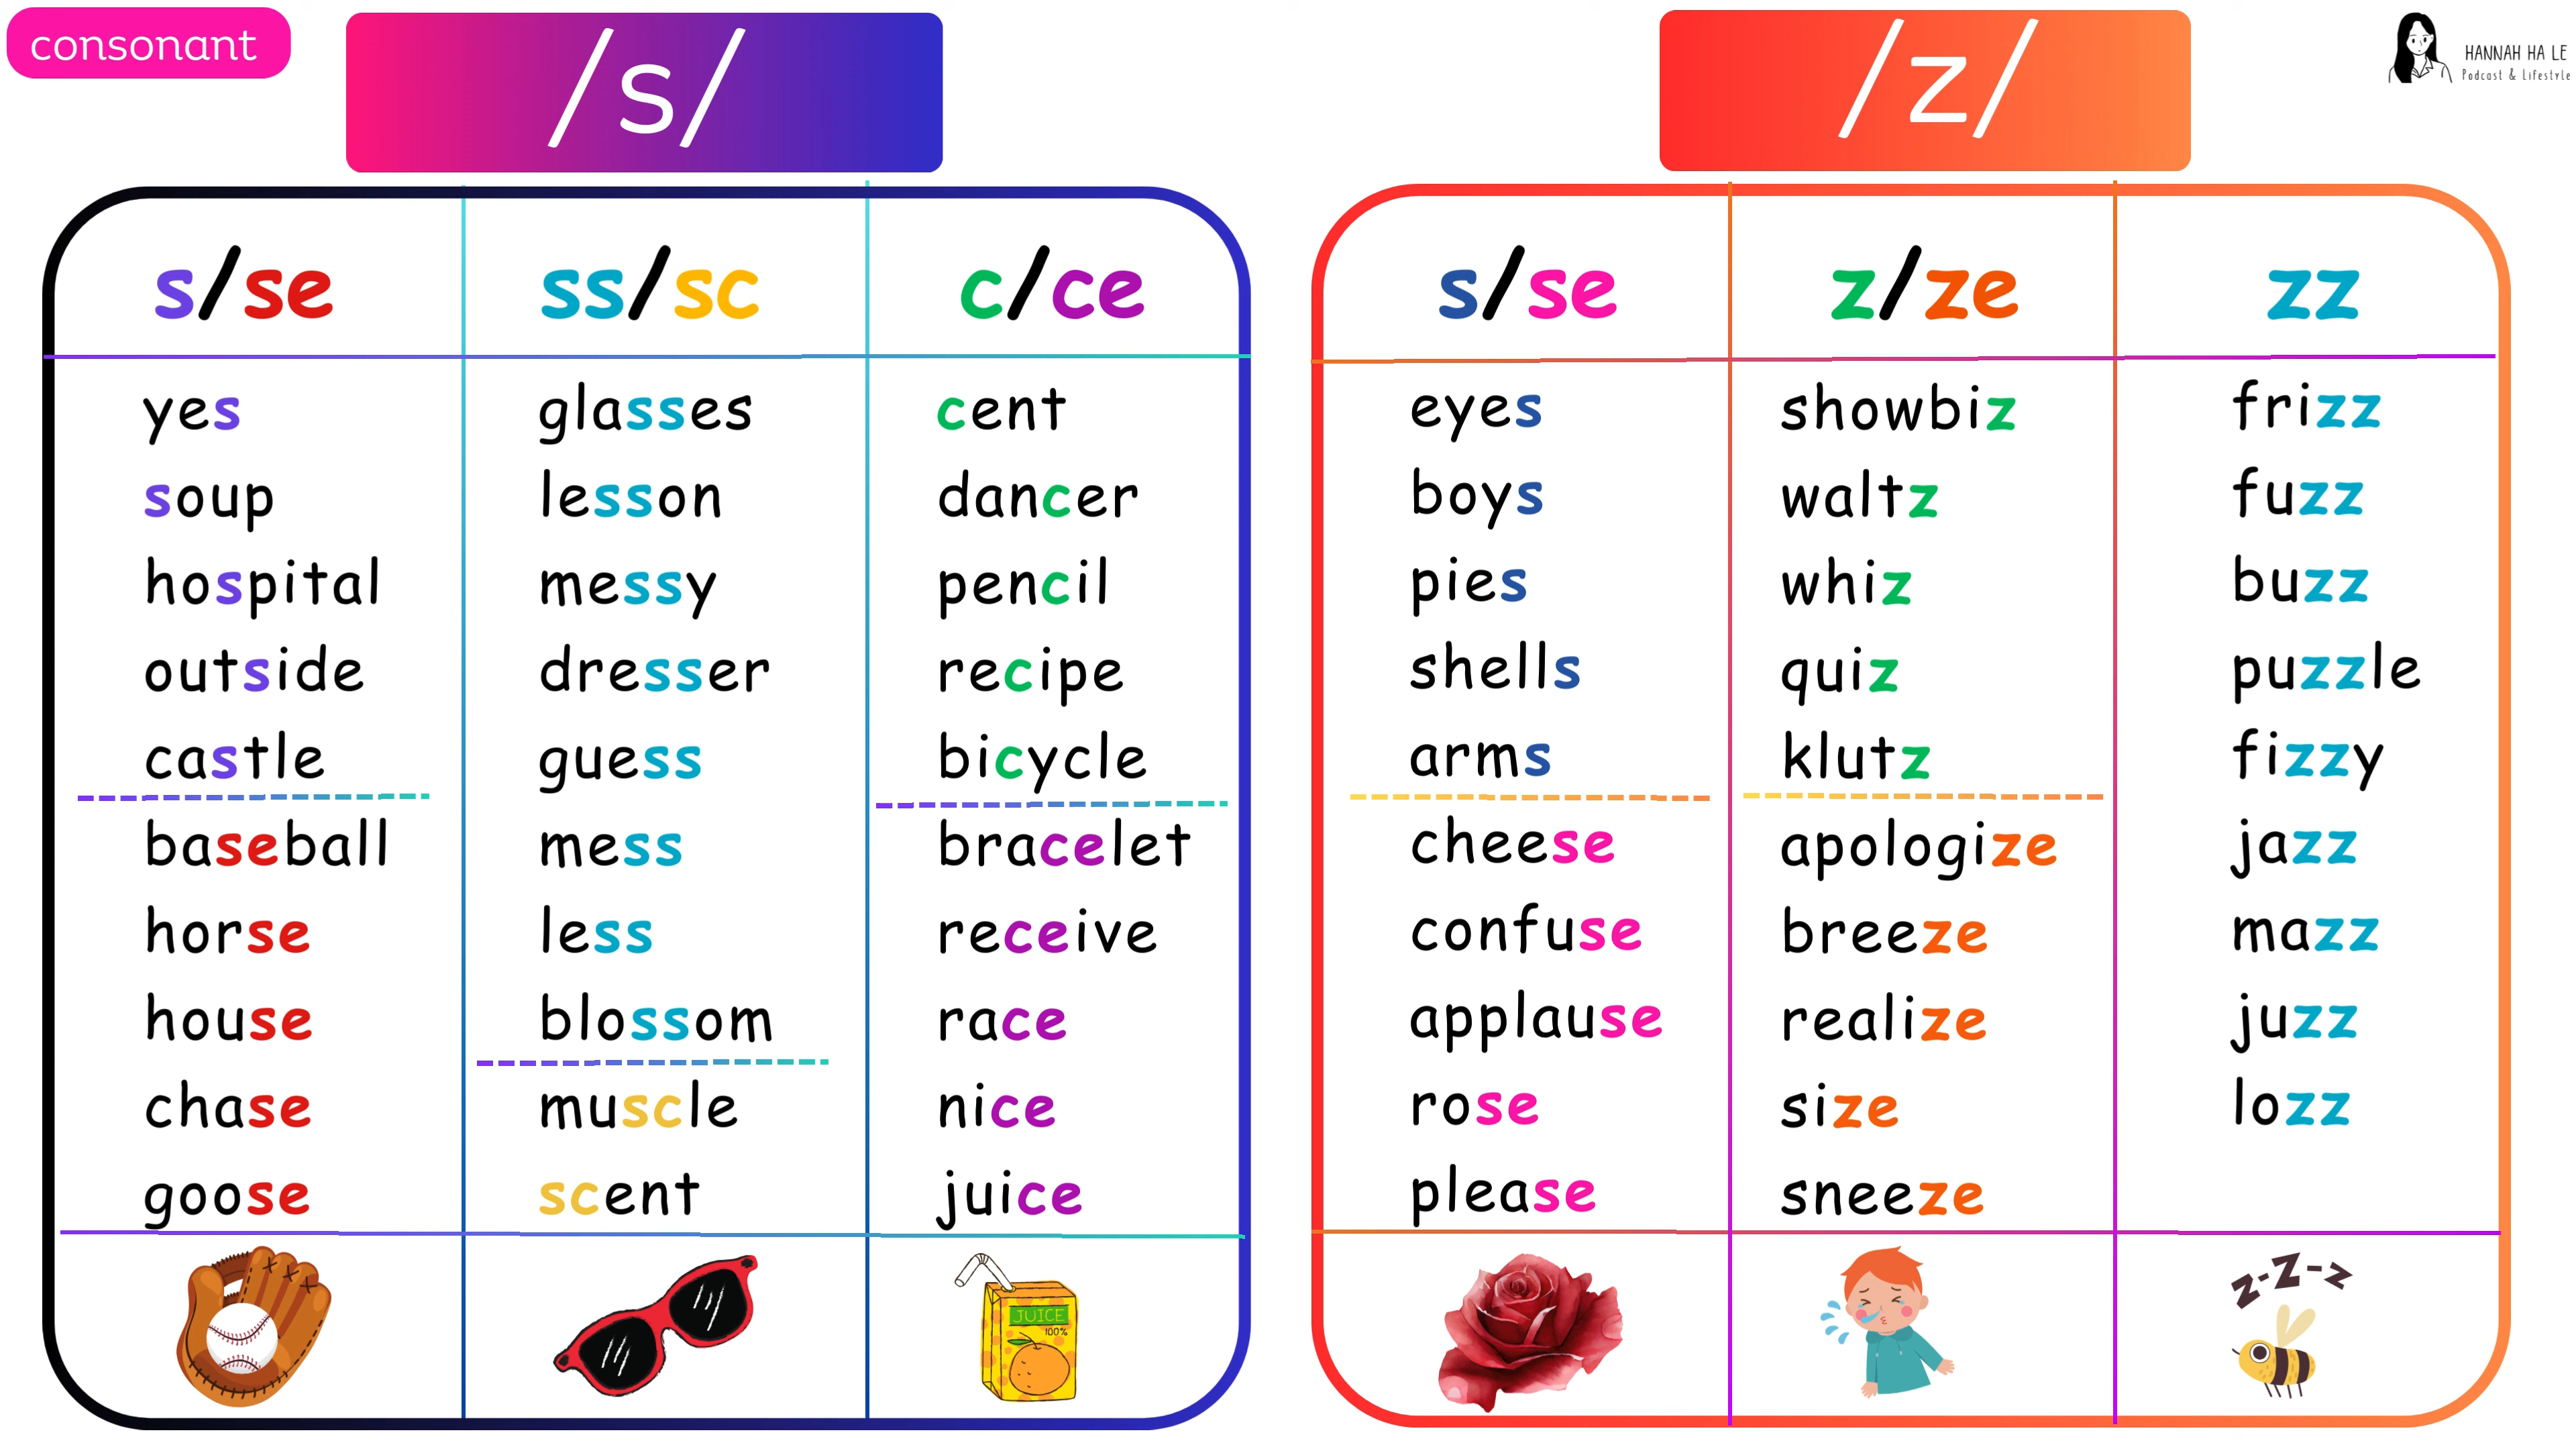 consonant
/s/
/z/
HANNAH HA LE
Podcast & Lifestyle
s/se
ss/sc
c/ce
yes
soup
hospital
outside
castle
baseball
horse
house
chase
goose
glasses
lesson
messy
dresser
guess
mess
less
blossom
muscle
scent
cent
dancer
pencil
recipe
bicycle
bracelet
receive
race
nice
juice
JUICE
100%
s/se
z/ze
zz
eyes
boys
pies
shells
arms
cheese
confuse
applause
rose
please
showbiz
waltz
whiz
quiz
klutz
apologize
breeze
realize
size
sneeze
frizz
fuzz
buzz
puzzle
fizzy
jazz
mazz
juzz
lozz
z-z-z